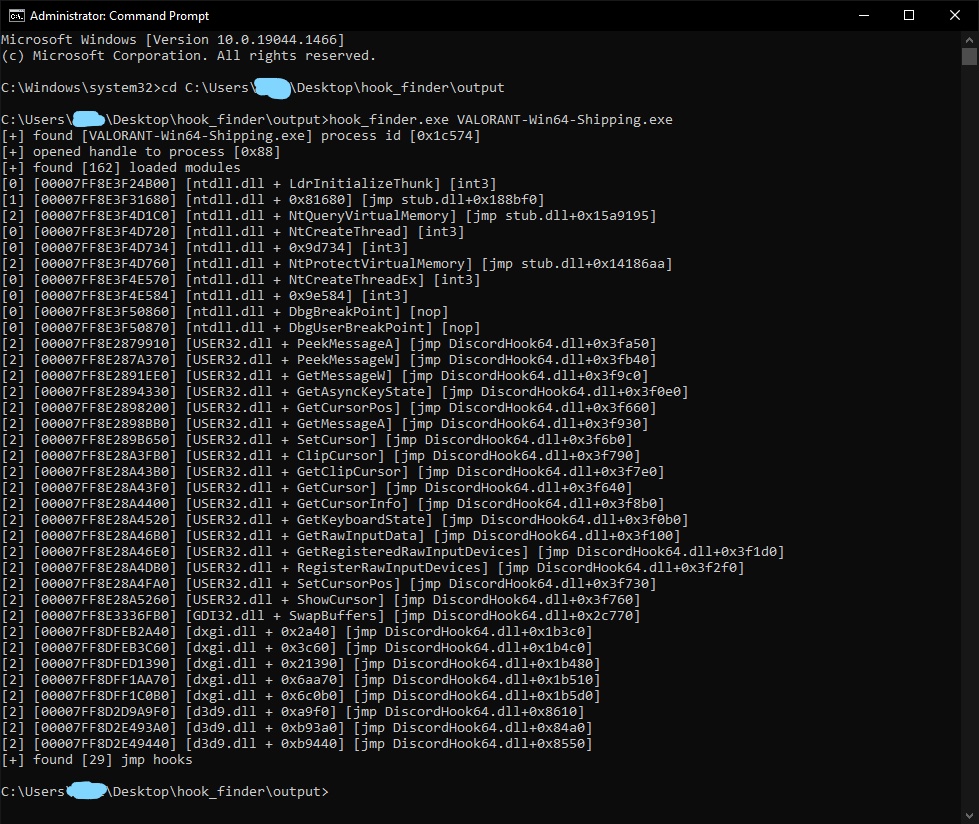 Administrator: Command Prompt
Microsoft Windows [Version 10.0.19044.1466]
(c) Microsoft Corporation. All rights reserved.
C:\Windows\system32>cd C:\Users\ \Desktop\hook_finder\output
C:\Users\ \Desktop\hook_finder\output>hook_finder.exe VALORANT-Win64-Shipping.exe
[+] found [VALORANT-Win64-Shipping.exe] process id [0x1c574]
[+] opened handle to process [0x88]
[+] found [162] loaded modules
[0] [00007FF8E3F24B00] [ntdll.dll + LdrInitializeThunk] [int3]
[1] [00007FF8E3F31680] [ntdll.dll + 0x81680] [jmp stub.dll+0x188bf0]
[2] [00007FF8E3F4D1C0] [ntdll.dll + NtQueryVirtualMemory] [jmp stub.dll+0x15a9195]
[0] [00007FF8E3F4D720] [ntdll.dll + NtCreateThread] [int3]
[0] [00007FF8E3F4D734] [ntdll.dll + 0x9d734] [int3]
[2] [00007FF8E3F4D760] [ntdll.dll + NtProtectVirtualMemory] [jmp stub.dll+0x14186aa]
[0] [00007FF8E3F4E570] [ntdll.dll + NtCreateThreadEx] [int3]
[0] [00007FF8E3F4E584] [ntdll.dll + 0x9e584] [int3]
[0] [00007FF8E3F50860] [ntdll.dll + DbgBreakPoint] [nop]
[0] [00007FF8E3F50870] [ntdll.dll + DbgUserBreakPoint] [nop]
[2] [00007FF8E2879910] [USER32.dll + PeekMessageA] [jmp DiscordHook64.dll+0x3fa50]
[2] [00007FF8E287A370] [USER32.dll + PeekMessageW] [jmp DiscordHook64.dll+0x3fb40]
[2] [00007FF8E2891EE0] [USER32.dll + GetMessageW] [jmp DiscordHook64.dll+0x3f9c0]
[2] [00007FF8E2894330] [USER32.dll + GetAsyncKeyState] [jmp DiscordHook64.dll+0x3f0e0]
[2] [00007FF8E2898200] [USER32.dll + GetCursorPos] [jmp DiscordHook64.dll+0x3f660]
[2] [00007FF8E2898BB0] [USER32.dll + GetMessageA] [jmp DiscordHook64.dll+0x3f930]
[2] [00007FF8E289B650] [USER32.dll + SetCursor] [jmp DiscordHook64.dll+0x3f6b0]
[2] [00007FF8E28A3FB0] [USER32.dll + ClipCursor] [jmp DiscordHook64.dll+0x3f790]
[2] [00007FF8E28A43B0] [USER32.dll + GetClipCursor] [jmp DiscordHook64.dll+0x3f7e0]
[2] [00007FF8E28A43F0] [USER32.dll + GetCursor] [jmp DiscordHook64.dll+0x3f640]
[2] [00007FF8E28A4400] [USER32.dll + GetCursorInfo] [jmp DiscordHook64.dll+0x3f8b0]
[2] [00007FF8E28A4520] [USER32.dll + GetKeyboardState] [jmp DiscordHook64.dll+0x3f0b0]
[2] [00007FF8E28A46B0] [USER32.dll + GetRawInputData] [jmp DiscordHook64.dll+0x3f100]
[2] [00007FF8E28A46E0] [USER32.dll + GetRegisteredRawInputDevices] [jmp DiscordHook64.dll+0x3f1d0]
[2] [00007FF8E28A4DB0] [USER32.dll + RegisterRawInputDevices] [jmp DiscordHook64.dll+0x3f2f0]
[2] [00007FF8E28A4FA0] [USER32.dll + SetCursorPos] [jmp DiscordHook64.dll+0x3f730]
[2] [00007FF8E28A5260] [USER32.dll + ShowCursor] [jmp DiscordHook64.dll+0x3f760]
[2] [00007FF8E3336FB0] [GDI32.dll + SwapBuffers] [jmp DiscordHook64.dll+0x2c770]
[2] [00007FF8DFEB2A40] [dxgi.dll + 0x2a40] [jmp DiscordHook64.dll+0x1b3c0]
[2] [00007FF8DFEB3C60] [dxgi.dll + 0x3c60] [jmp DiscordHook64.dll+0x1b4c0]
[2] [00007FF8DFED1390] [dxgi.dll + 0x21390] [jmp DiscordHook64.dll+0x1b480]
[2] [00007FF8DFF1AA70] [dxgi.dll + 0x6aa70] [jmp DiscordHook64.dll+0x1b510]
[2] [00007FF8DFF1C0B0] [dxgi.dll + 0x6c0b0] [jmp DiscordHook64.dll+0x1b5d0]
[2] [00007FF8D2D9A9F0] [d3d9.dll + 0xa9f0] [jmp DiscordHook64.dll+0x8610]
[2] [00007FF8D2E493A0] [d3d9.dll + 0xb93a0] [jmp DiscordHook64.dll+0x84a0]
[2] [00007FF8D2E49440] [d3d9.dll + 0xb9440] [jmp DiscordHook64.dll+0x8550]
[+] found [29] jmp hooks
C:\Users\ \Desktop\hook_finder\output>